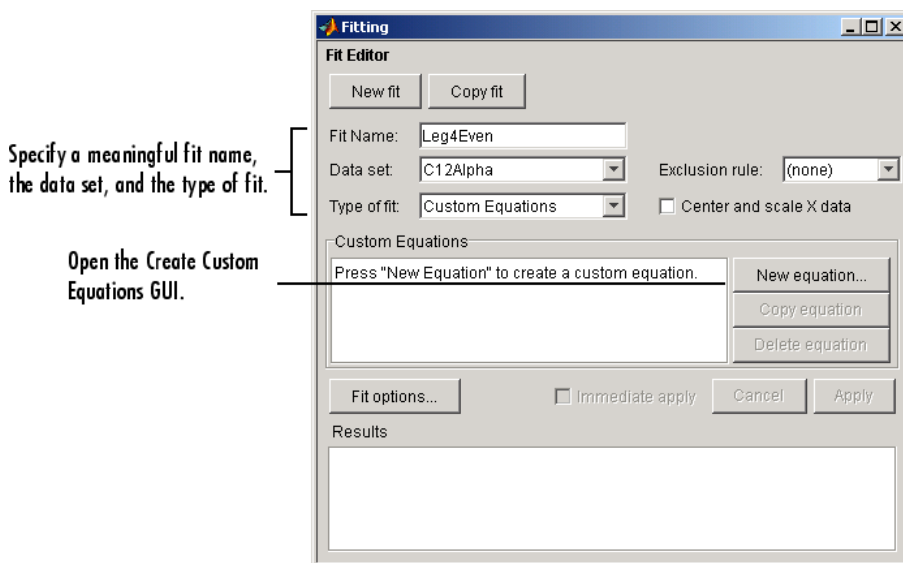 Fitting
Fit Editor
New fit
Copy fit
Specify a meaningful fit name,
the data set, and the type of fit.
Fit Name:
Leg4Even
Data set:
C12Alpha
Exclusion rule:
(none)
Type of fit:
Custom Equations
Center and scale X data
Open the Create Custom
Equations GUI.
Custom Equations
Press "New Equation" to create a custom equation.
New equation...
Copy equation
Delete equation
Fit options...
Immediate apply
Cancel
Apply
Results